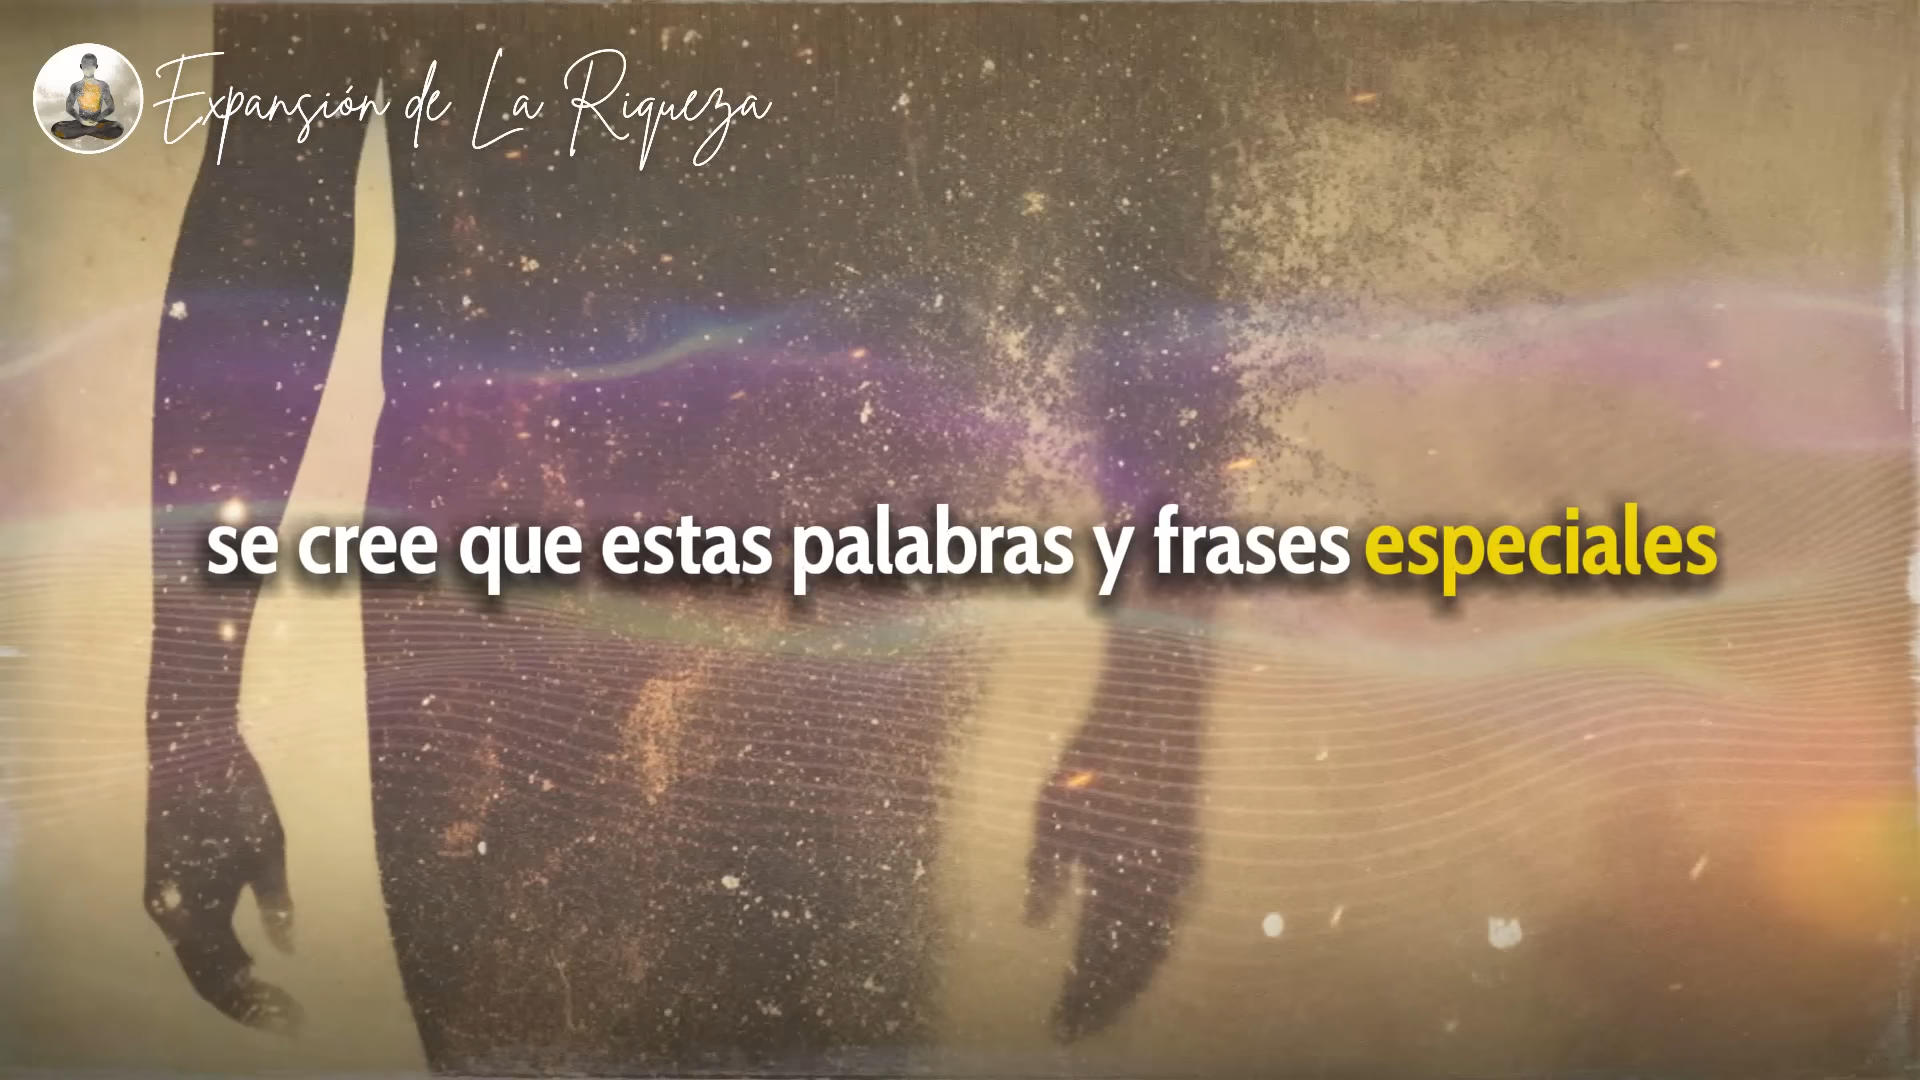 Expansión de La Riqueza
se cree que estas palabras y frases especiales